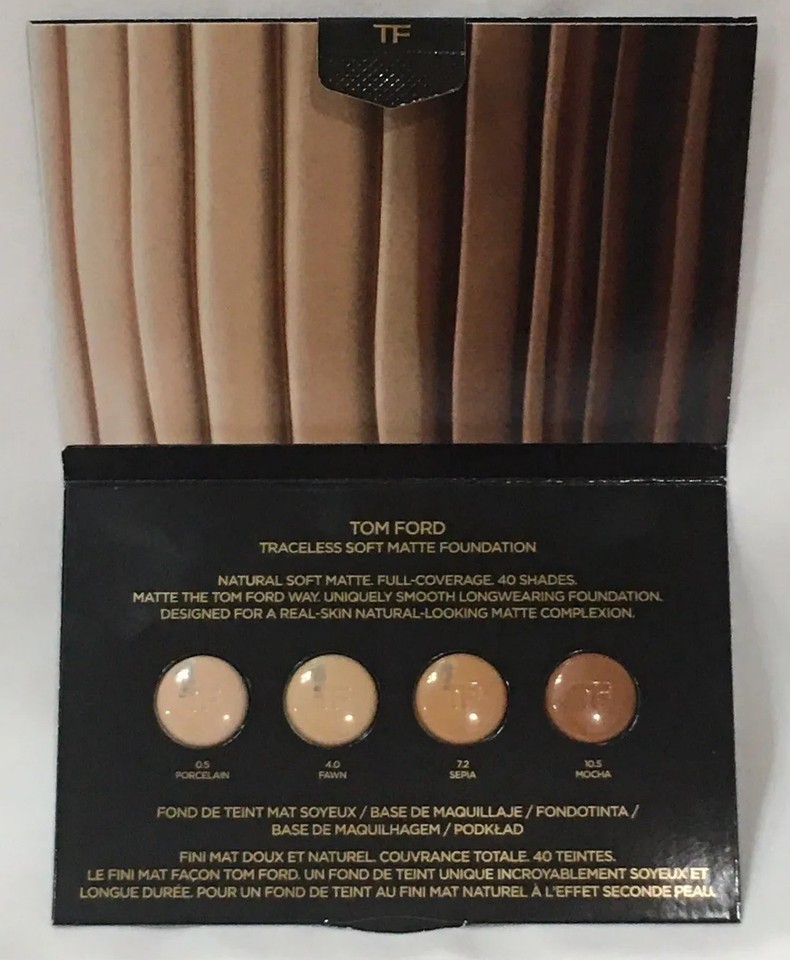 TF
TOM FORD
TRACELESS SOFT MATTE FOUNDATION
NATURAL SOFT MATTE. FULL-COVERAGE. 40 SHADES.
MATTE THE TOM FORD WAY. UNIQUELY SMOOTH LONGWEARING FOUNDATION.
DESIGNED FOR A REAL-SKIN NATURAL-LOOKING MATTE COMPLEXION.
TF TF TF TF
0.5 4.0 7.2 10.5
PORCELAIN FAWN SEPIA MOCHA
FOND DE TEINT MAT SOYEUX / BASE DE MAQUILLAJE / FONDOTINTA /
BASE DE MAQUILHAGEM / PODKŁAD
FINI MAT DOUX ET NATUREL. COUVRANCE TOTALE. 40 TEINTES.
LE FINI MAT FAÇON TOM FORD. UN FOND DE TEINT UNIQUE INCROYABLEMENT SOYEUX ET
LONGUE DURÉE. POUR UN FOND DE TEINT AU FINI MAT NATUREL À L'EFFET SECONDE PEAU.